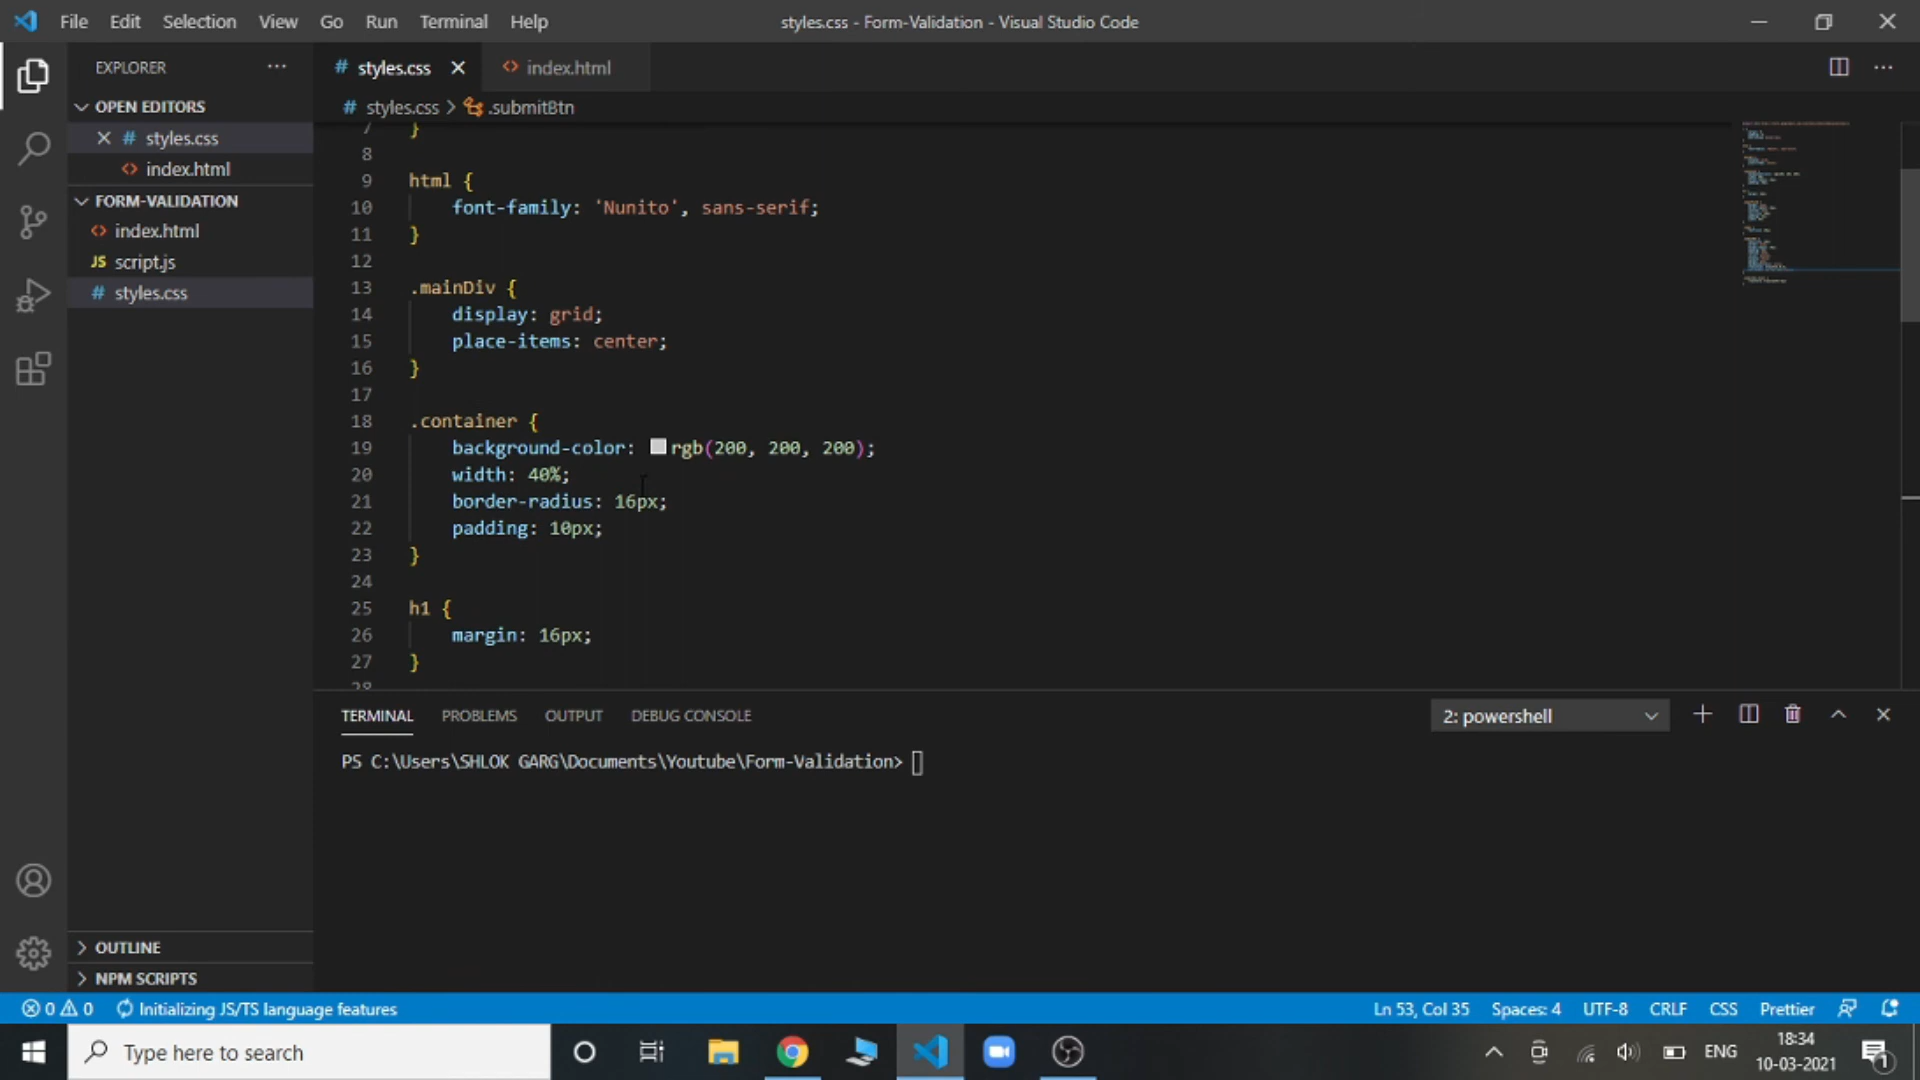 File Edit Selection View Go Run Terminal Help
styles.css - Form-Validation - Visual Studio Code
EXPLORER
# styles.css
<> index.html
OPEN EDITORS
# styles.css > .submitBtn
# styles.css
<> index.html
FORM-VALIDATION
<> index.html
JS script.js
# styles.css
7 }
8
9 html {
10 font-family: 'Nunito', sans-serif;
11 }
12
13 .mainDiv {
14 display: grid;
15 place-items: center;
16 }
17
18 .container {
19 background-color: rgb(200, 200, 200);
20 width: 40%;
21 border-radius: 16px;
22 padding: 10px;
23 }
24
25 h1 {
26 margin: 16px;
27 }
28
TERMINAL PROBLEMS OUTPUT DEBUG CONSOLE
2: powershell
PS C:\Users\SHLOK GARG\Documents\Youtube\Form-Validation>
OUTLINE
NPM SCRIPTS
0 0 Initializing JS/TS language features
Ln 53, Col 35 Spaces: 4 UTF-8 CRLF CSS Prettier
Type here to search
ENG
18:34
10-03-2021
1